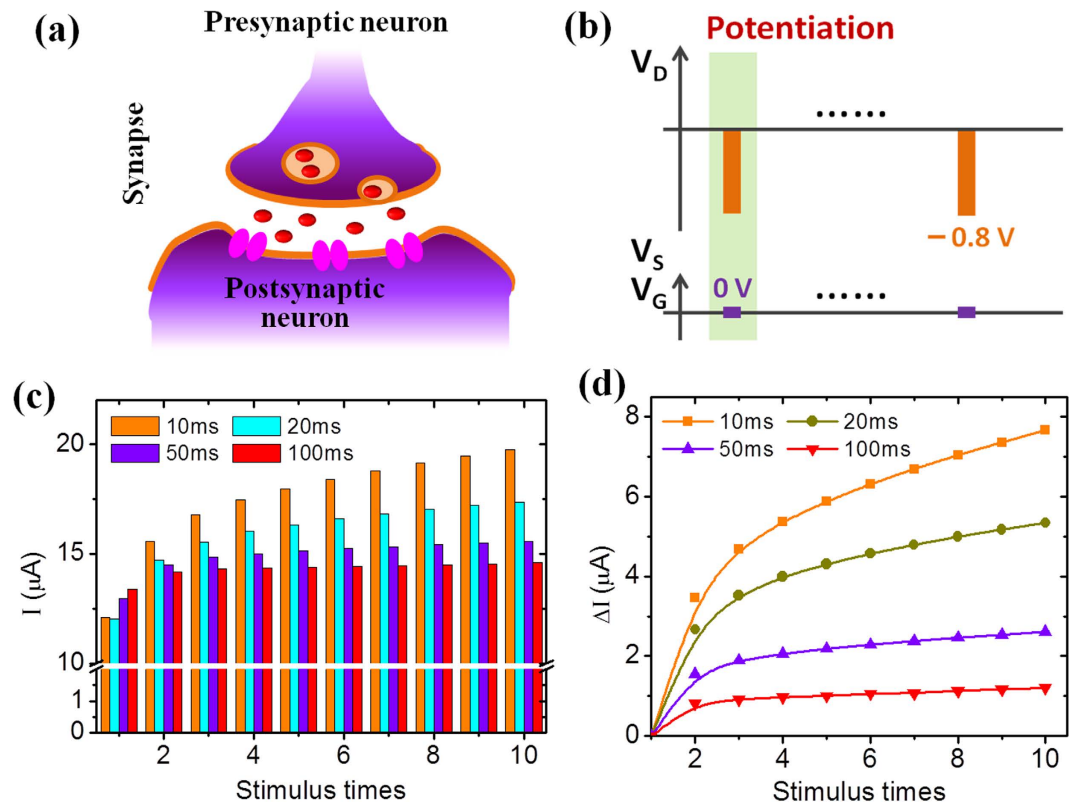 (a)
Presynaptic neuron
Synapse
Postsynaptic
neuron
(b)
Potentiation
V_D
......
− 0.8 V
V_S
V_G
0 V
......
(c)
10ms 20ms
50ms 100ms
I (μA)
20
15
10
1
0
2 4 6 8 10
Stimulus times
(d)
10ms 20ms
50ms 100ms
ΔI (μA)
8
6
4
2
0
2 4 6 8 10
Stimulus times